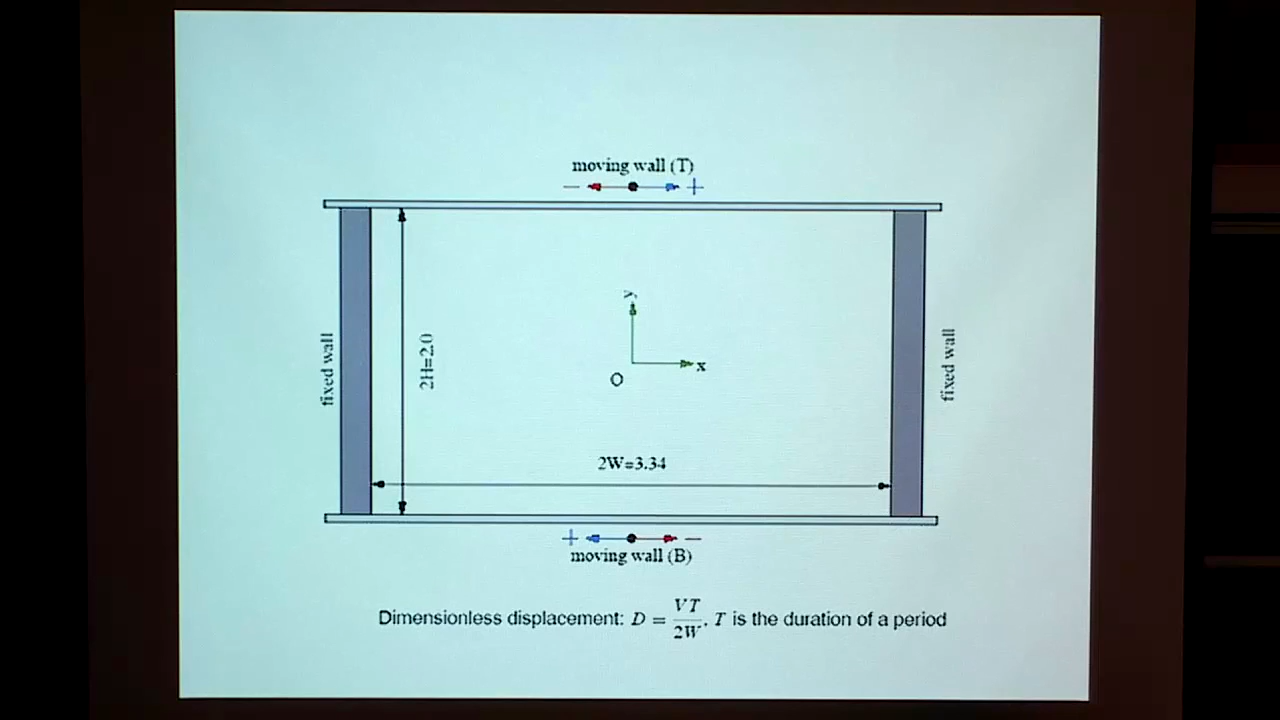 moving wall (T)
− +
fixed wall
2H=2.0
y
O x
fixed wall
2W=3.34
+ −
moving wall (B)
Dimensionless displacement: D = VT/2W. T is the duration of a period